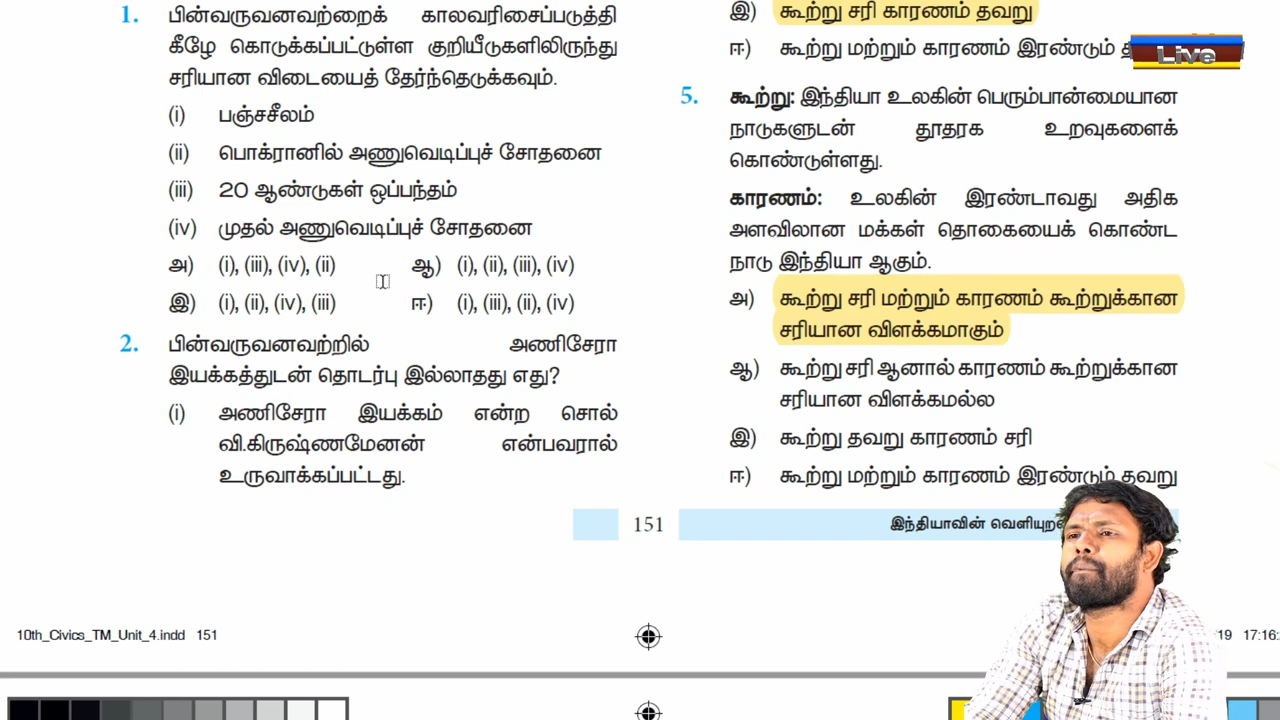 1. பின்வருவனவற்றைக் காலவரிசைப்படுத்தி
கீழே கொடுக்கப்பட்டுள்ள குறியீடுகளிலிருந்து
சரியான விடையைத் தேர்ந்தெடுக்கவும்.
(i) பஞ்சசீலம்
(ii) பொக்ரானில் அணுவெடிப்புச் சோதனை
(iii) 20 ஆண்டுகள் ஒப்பந்தம்
(iv) முதல் அணுவெடிப்புச் சோதனை
அ) (i), (iii), (iv), (ii) ஆ) (i), (ii), (iii), (iv)
இ) (i), (ii), (iv), (iii) ஈ) (i), (iii), (ii), (iv)
2. பின்வருவனவற்றில் அணிசேரா
இயக்கத்துடன் தொடர்பு இல்லாதது எது?
(i) அணிசேரா இயக்கம் என்ற சொல்
வி.கிருஷ்ணமேனன் என்பவரால்
உருவாக்கப்பட்டது.
இ) கூற்று சரி காரணம் தவறு
ஈ) கூற்று மற்றும் காரணம் இரண்டும்
Live
5. கூற்று: இந்தியா உலகின் பெரும்பான்மையான
நாடுகளுடன் தூதரக உறவுகளைக்
கொண்டுள்ளது.
காரணம்: உலகின் இரண்டாவது அதிக
அளவிலான மக்கள் தொகையைக் கொண்ட
நாடு இந்தியா ஆகும்.
அ) கூற்று சரி மற்றும் காரணம் கூற்றுக்கான
சரியான விளக்கமாகும்
ஆ) கூற்று சரி ஆனால் காரணம் கூற்றுக்கான
சரியான விளக்கமல்ல
இ) கூற்று தவறு காரணம் சரி
ஈ) கூற்று மற்றும் காரணம் இரண்டும் தவறு
151 இந்தியாவின்
10th_Civics_TM_Unit_4.indd 151
19 17:16: